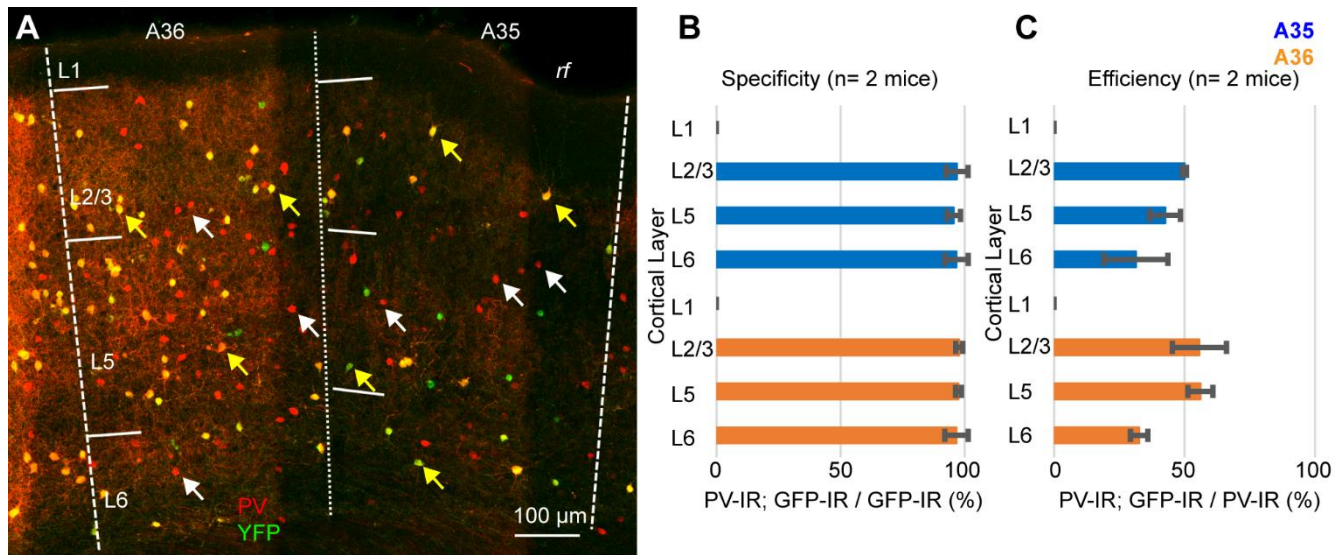 A
A36
A35
L1
rf
L2/3
L5
L6
PV
YFP
100 µm
B
Specificity (n= 2 mice)
Cortical Layer
L1
L2/3
L5
L6
L1
L2/3
L5
L6
0
50
100
PV-IR; GFP-IR / GFP-IR (%)
C
A35
A36
Efficiency (n= 2 mice)
Cortical Layer
L1
L2/3
L5
L6
L1
L2/3
L5
L6
0
50
100
PV-IR; GFP-IR / PV-IR (%)